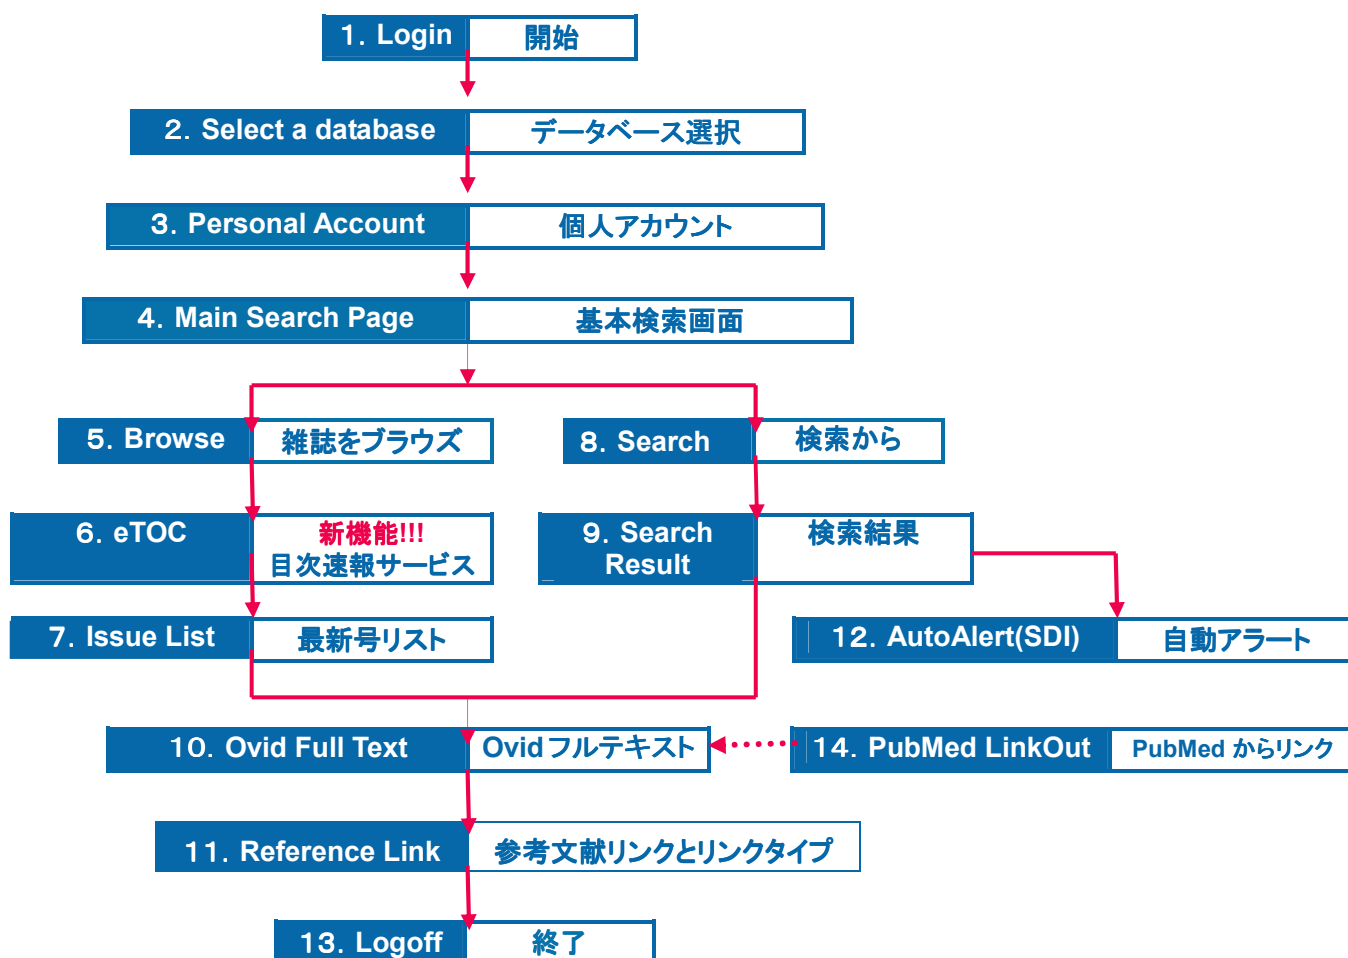 1. Login 開始
2. Select a database データベース選択
3. Personal Account 個人アカウント
4. Main Search Page 基本検索画面
5. Browse 雑誌をブラウズ
8. Search 検索から
6. eTOC 新機能!!!
目次速報サービス
9. Search
Result
検索結果
7. Issue List 最新号リスト
12. AutoAlert(SDI) 自動アラート
10. Ovid Full Text Ovidフルテキスト
14. PubMed LinkOut PubMed からリンク
11. Reference Link 参考文献リンクとリンクタイプ
13. Logoff 終了